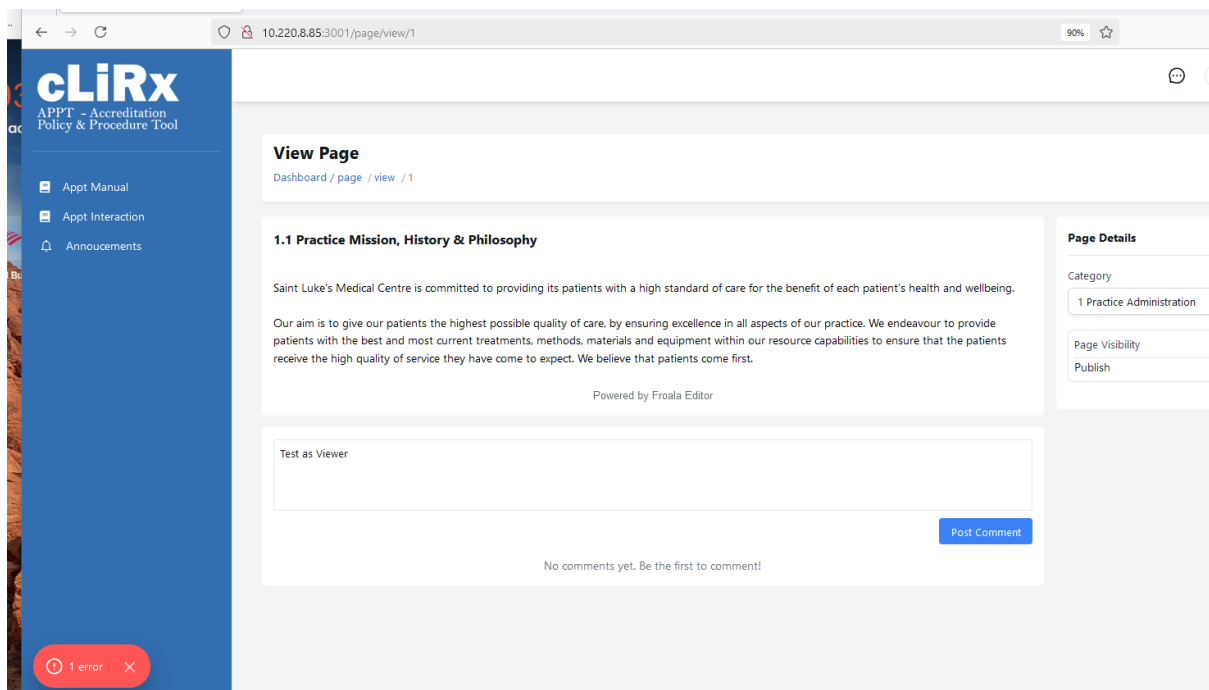 10.220.8.85:3001/page/view/1
90%
cLiRx
APPT - Accreditation
Policy & Procedure Tool
Appt Manual
Appt Interaction
Annoucements
View Page
Dashboard / page / view / 1
1.1 Practice Mission, History & Philosophy
Saint Luke's Medical Centre is committed to providing its patients with a high standard of care for the benefit of each patient's health and wellbeing.
Our aim is to give our patients the highest possible quality of care, by ensuring excellence in all aspects of our practice. We endeavour to provide
patients with the best and most current treatments, methods, materials and equipment within our resource capabilities to ensure that the patients
receive the high quality of service they have come to expect. We believe that patients come first.
Powered by Froala Editor
Page Details
Category
1 Practice Administration
Page Visibility
Publish
Test as Viewer
Post Comment
No comments yet. Be the first to comment!
1 error